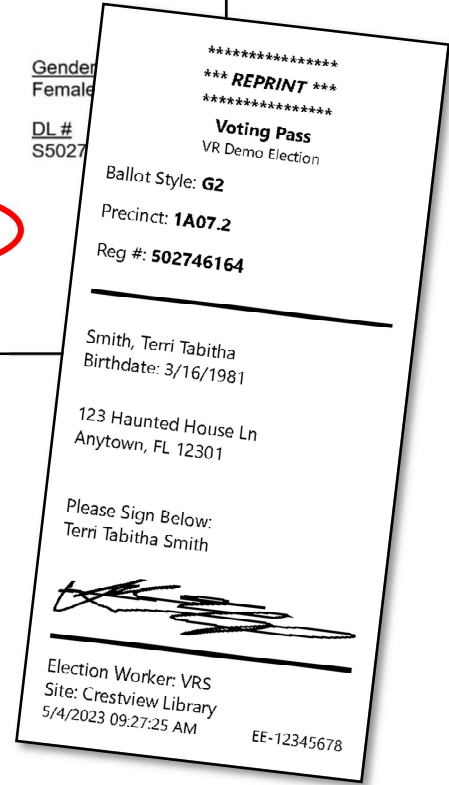 Gender
Female
DL #
S5027
****************
*** REPRINT ***
****************
Voting Pass
VR Demo Election
Ballot Style: G2
Precinct: 1A07.2
Reg #: 502746164
Smith, Terri Tabitha
Birthdate: 3/16/1981
123 Haunted House Ln
Anytown, FL 12301
Please Sign Below:
Terri Tabitha Smith
Election Worker: VRS
Site: Crestview Library
5/4/2023 09:27:25 AM EE-12345678